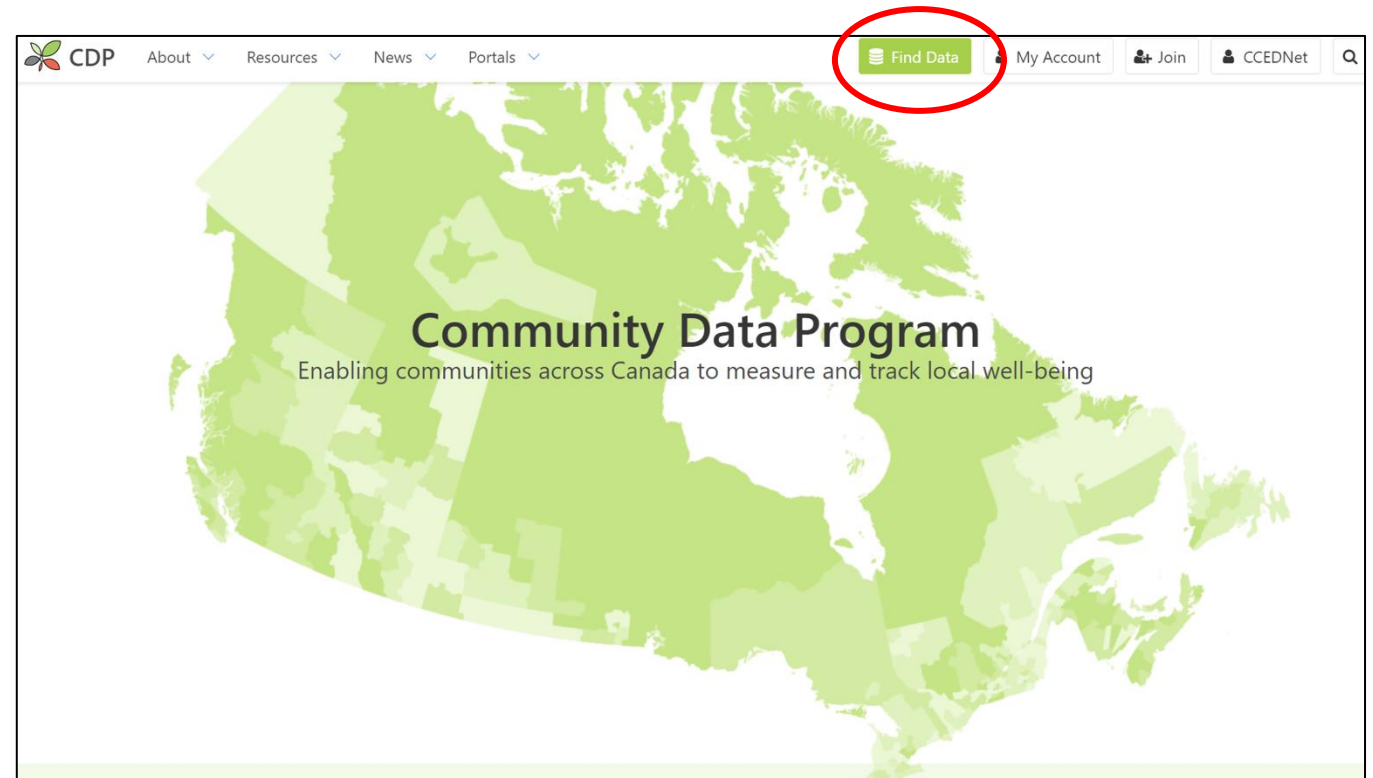 CDP About Resources News Portals Find Data My Account Join CCEDNet
Community Data Program
Enabling communities across Canada to measure and track local well-being